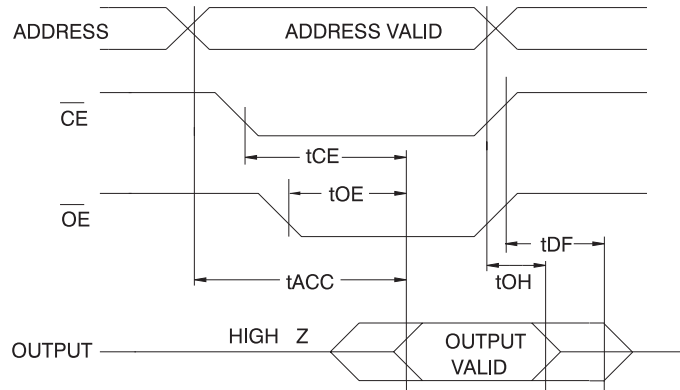 ADDRESS
ADDRESS VALID
CE
tCE
tOE
OE
tDF
tACC
tOH
HIGH Z
OUTPUT
OUTPUT
VALID